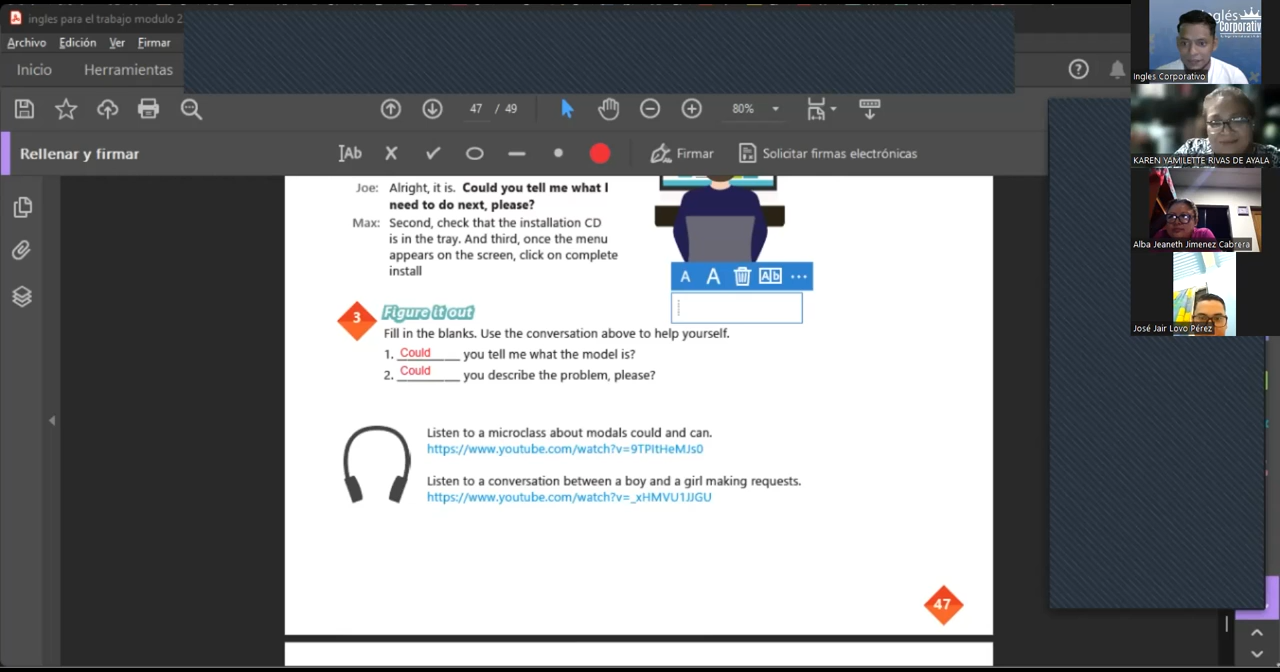 ingles para el trabajo modulo 2
Archivo Edición Ver Firmar
Inicio Herramientas
47 / 49
80%
Rellenar y firmar
Ab
Firmar
Solicitar firmas electrónicas
Inglés
Corporativo
Ingles Corporativo
KAREN YAMILETTE RIVAS DE AYALA
Alba Jeaneth Jimenez Cabrera
José Jair Lovo Pérez
Joe: Alright, it is. Could you tell me what I
need to do next, please?
Max: Second, check that the installation CD
is in the tray. And third, once the menu
appears on the screen, click on complete
install
A A Ab ...
3 Figure it out
Fill in the blanks. Use the conversation above to help yourself.
1. Could you tell me what the model is?
2. Could you describe the problem, please?
Listen to a microclass about modals could and can.
https://www.youtube.com/watch?v=9TPItHeMJs0
Listen to a conversation between a boy and a girl making requests.
https://www.youtube.com/watch?v=_xHMVU1JJGU
47